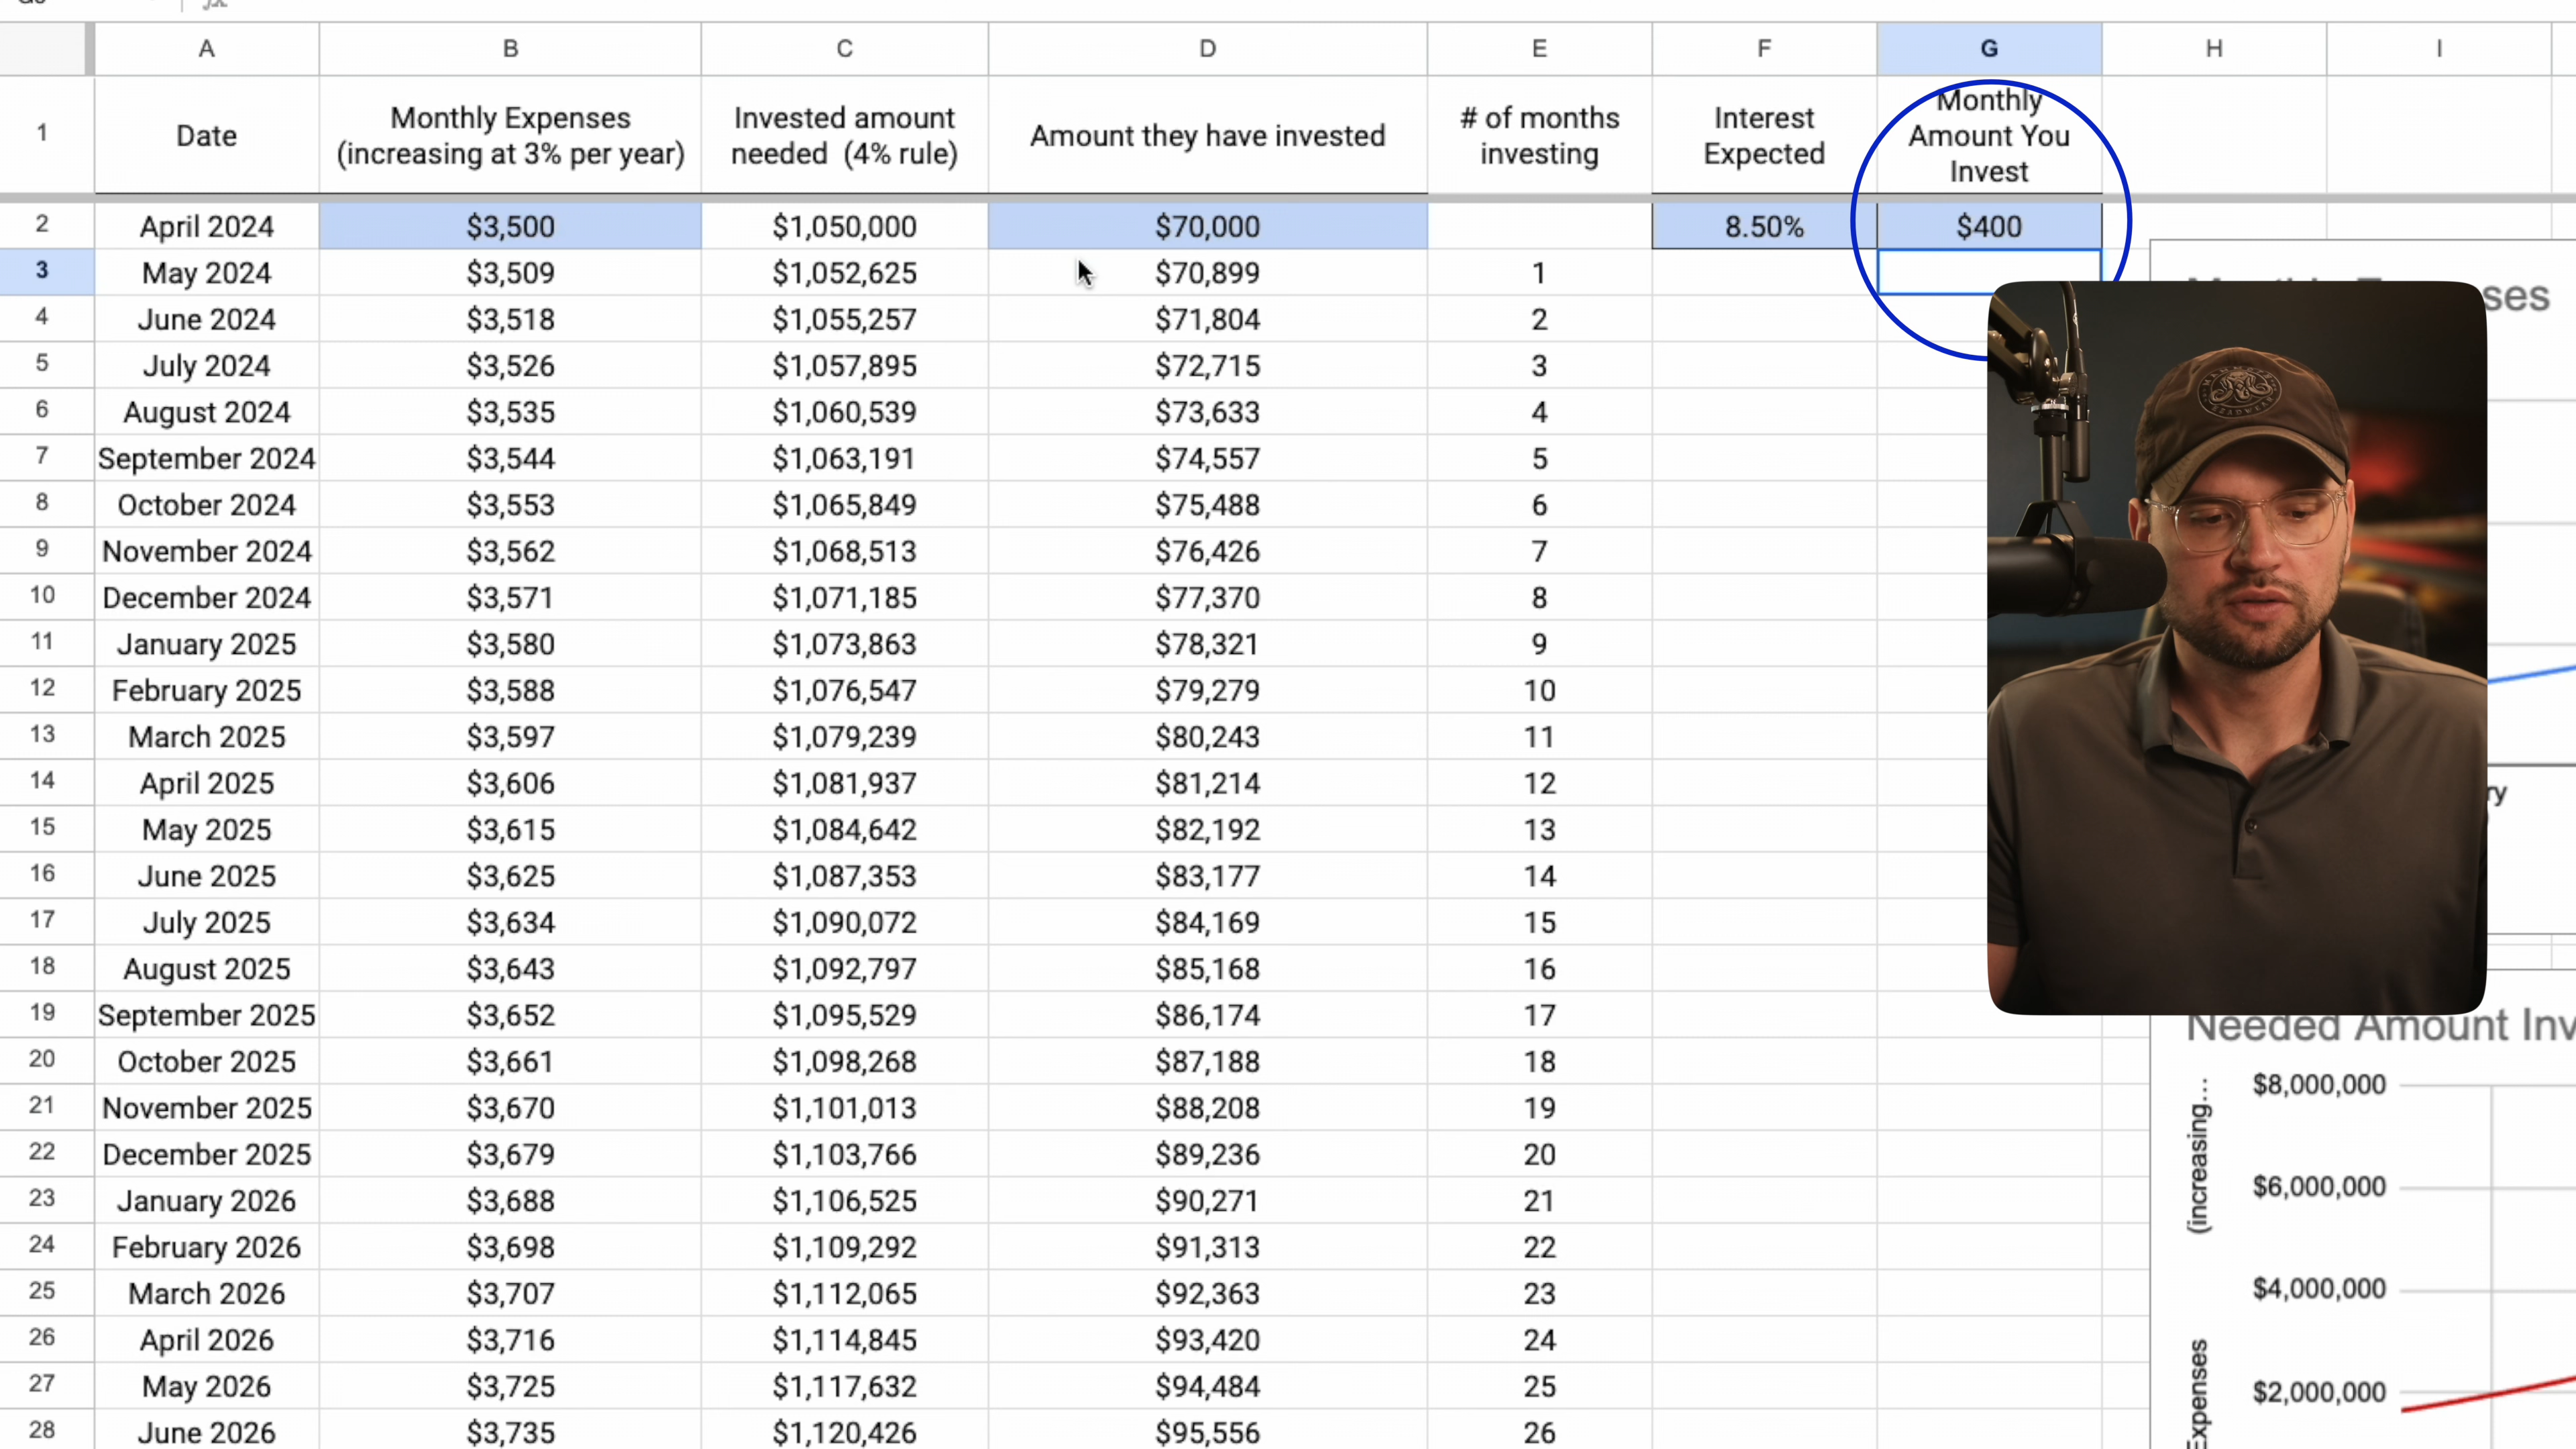 A B C D E F G H I
1 Date Monthly Expenses (increasing at 3% per year) Invested amount needed (4% rule) Amount they have invested # of months investing Interest Expected Monthly Amount You Invest
2 April 2024 $3,500 $1,050,000 $70,000 8.50% $400
3 May 2024 $3,509 $1,052,625 $70,899 1
4 June 2024 $3,518 $1,055,257 $71,804 2
5 July 2024 $3,526 $1,057,895 $72,715 3
6 August 2024 $3,535 $1,060,539 $73,633 4
7 September 2024 $3,544 $1,063,191 $74,557 5
8 October 2024 $3,553 $1,065,849 $75,488 6
9 November 2024 $3,562 $1,068,513 $76,426 7
10 December 2024 $3,571 $1,071,185 $77,370 8
11 January 2025 $3,580 $1,073,863 $78,321 9
12 February 2025 $3,588 $1,076,547 $79,279 10
13 March 2025 $3,597 $1,079,239 $80,243 11
14 April 2025 $3,606 $1,081,937 $81,214 12
15 May 2025 $3,615 $1,084,642 $82,192 13
16 June 2025 $3,625 $1,087,353 $83,177 14
17 July 2025 $3,634 $1,090,072 $84,169 15
18 August 2025 $3,643 $1,092,797 $85,168 16
19 September 2025 $3,652 $1,095,529 $86,174 17
20 October 2025 $3,661 $1,098,268 $87,188 18
21 November 2025 $3,670 $1,101,013 $88,208 19
22 December 2025 $3,679 $1,103,766 $89,236 20
23 January 2026 $3,688 $1,106,525 $90,271 21
24 February 2026 $3,698 $1,109,292 $91,313 22
25 March 2026 $3,707 $1,112,065 $92,363 23
26 April 2026 $3,716 $1,114,845 $93,420 24
27 May 2026 $3,725 $1,117,632 $94,484 25
28 June 2026 $3,735 $1,120,426 $95,556 26
ses
ry
Needed Amount Inv
$8,000,000
$6,000,000
$4,000,000
$2,000,000
(increasing...
Expenses